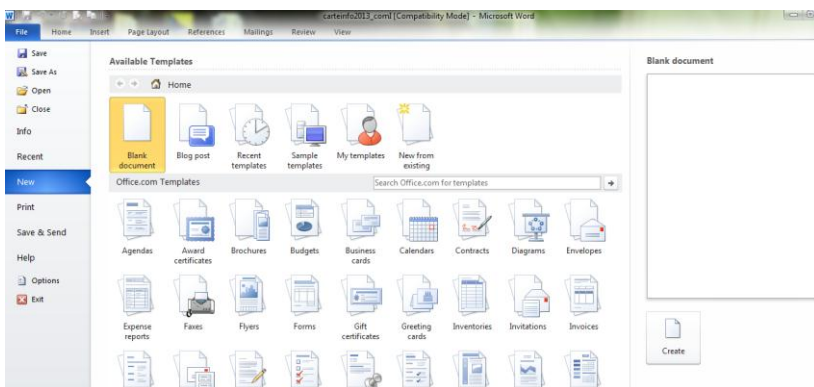 carteinfo2013_coml [Compatibility Mode] - Microsoft Word
File Home Insert Page Layout References Mailings Review View
Save
Save As
Open
Close
Info
Recent
New
Print
Save & Send
Help
Options
Exit
Available Templates
Home
Blank document
Blog post
Recent templates
Sample templates
My templates
New from existing
Office.com Templates
Search Office.com for templates
Agendas
Award certificates
Brochures
Budgets
Business cards
Calendars
Contracts
Diagrams
Envelopes
Expense reports
Faxes
Flyers
Forms
Gift certificates
Greeting cards
Inventories
Invitations
Invoices
Blank document
Create